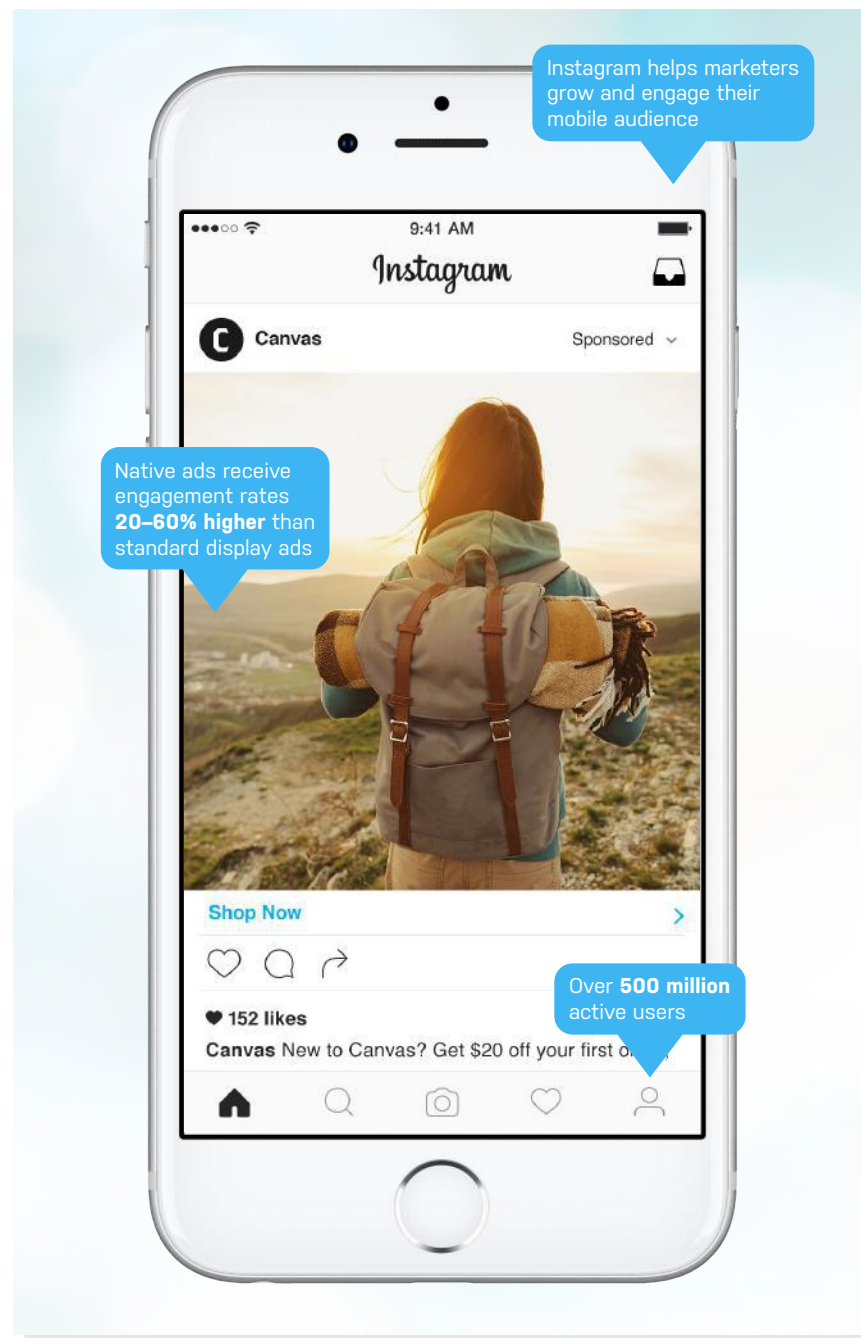 Instagram helps marketers
grow and engage their
mobile audience
9:41 AM
Instagram
C Canvas
Sponsored
Native ads receive
engagement rates
20–60% higher than
standard display ads
Shop Now
Over 500 million
active users
152 likes
Canvas New to Canvas? Get $20 off your first